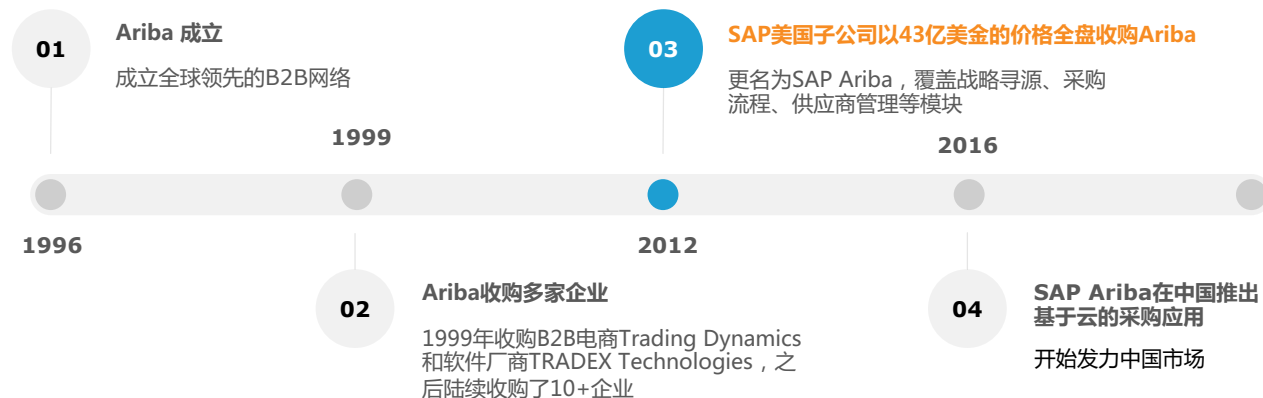 01
Ariba 成立
成立全球领先的B2B网络
03
SAP美国子公司以43亿美金的价格全盘收购Ariba
更名为SAP Ariba，覆盖战略寻源、采购
流程、供应商管理等模块
1999
2016
1996
2012
02
Ariba收购多家企业
1999年收购B2B电商Trading Dynamics
和软件厂商TRADEX Technologies，之
后陆续收购了10+企业
04
SAP Ariba在中国推出
基于云的采购应用
开始发力中国市场